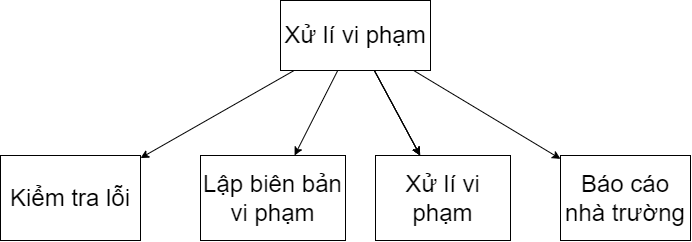 Xử lí vi phạm
Kiểm tra lỗi
Lập biên bản
vi phạm
Xử lí vi
phạm
Báo cáo
nhà trường